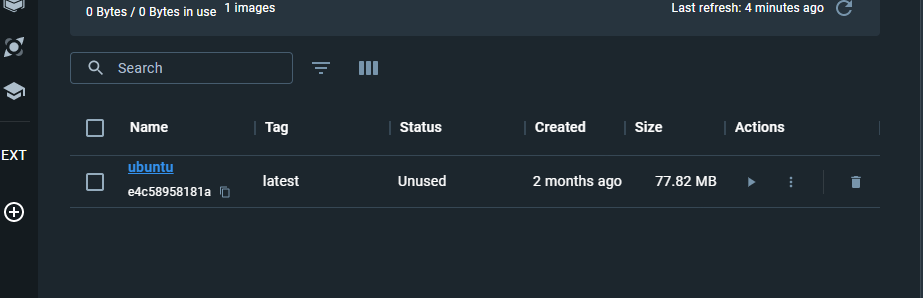 0 Bytes / 0 Bytes in use 1 images Last refresh: 4 minutes ago
Search
Name Tag Status Created Size Actions
EXT
ubuntu
latest Unused 2 months ago 77.82 MB
e4c58958181a